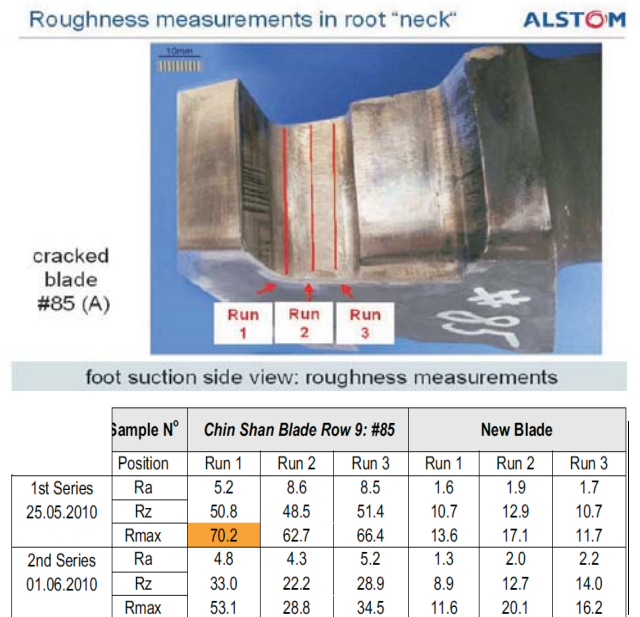 Roughness measurements in root "neck" ALSTOM
10mm
cracked
blade
#85 (A)
Run 1 Run 2 Run 3
#85
foot suction side view: roughness measurements
Sample N° Chin Shan Blade Row 9: #85 New Blade
Position Run 1 Run 2 Run 3 Run 1 Run 2 Run 3
1st Series Ra 5.2 8.6 8.5 1.6 1.9 1.7
25.05.2010 Rz 50.8 48.5 51.4 10.7 12.9 10.7
Rmax 70.2 62.7 66.4 13.6 17.1 11.7
2nd Series Ra 4.8 4.3 5.2 1.3 2.0 2.2
01.06.2010 Rz 33.0 22.2 28.9 8.9 12.7 14.0
Rmax 53.1 28.8 34.5 11.6 20.1 16.2